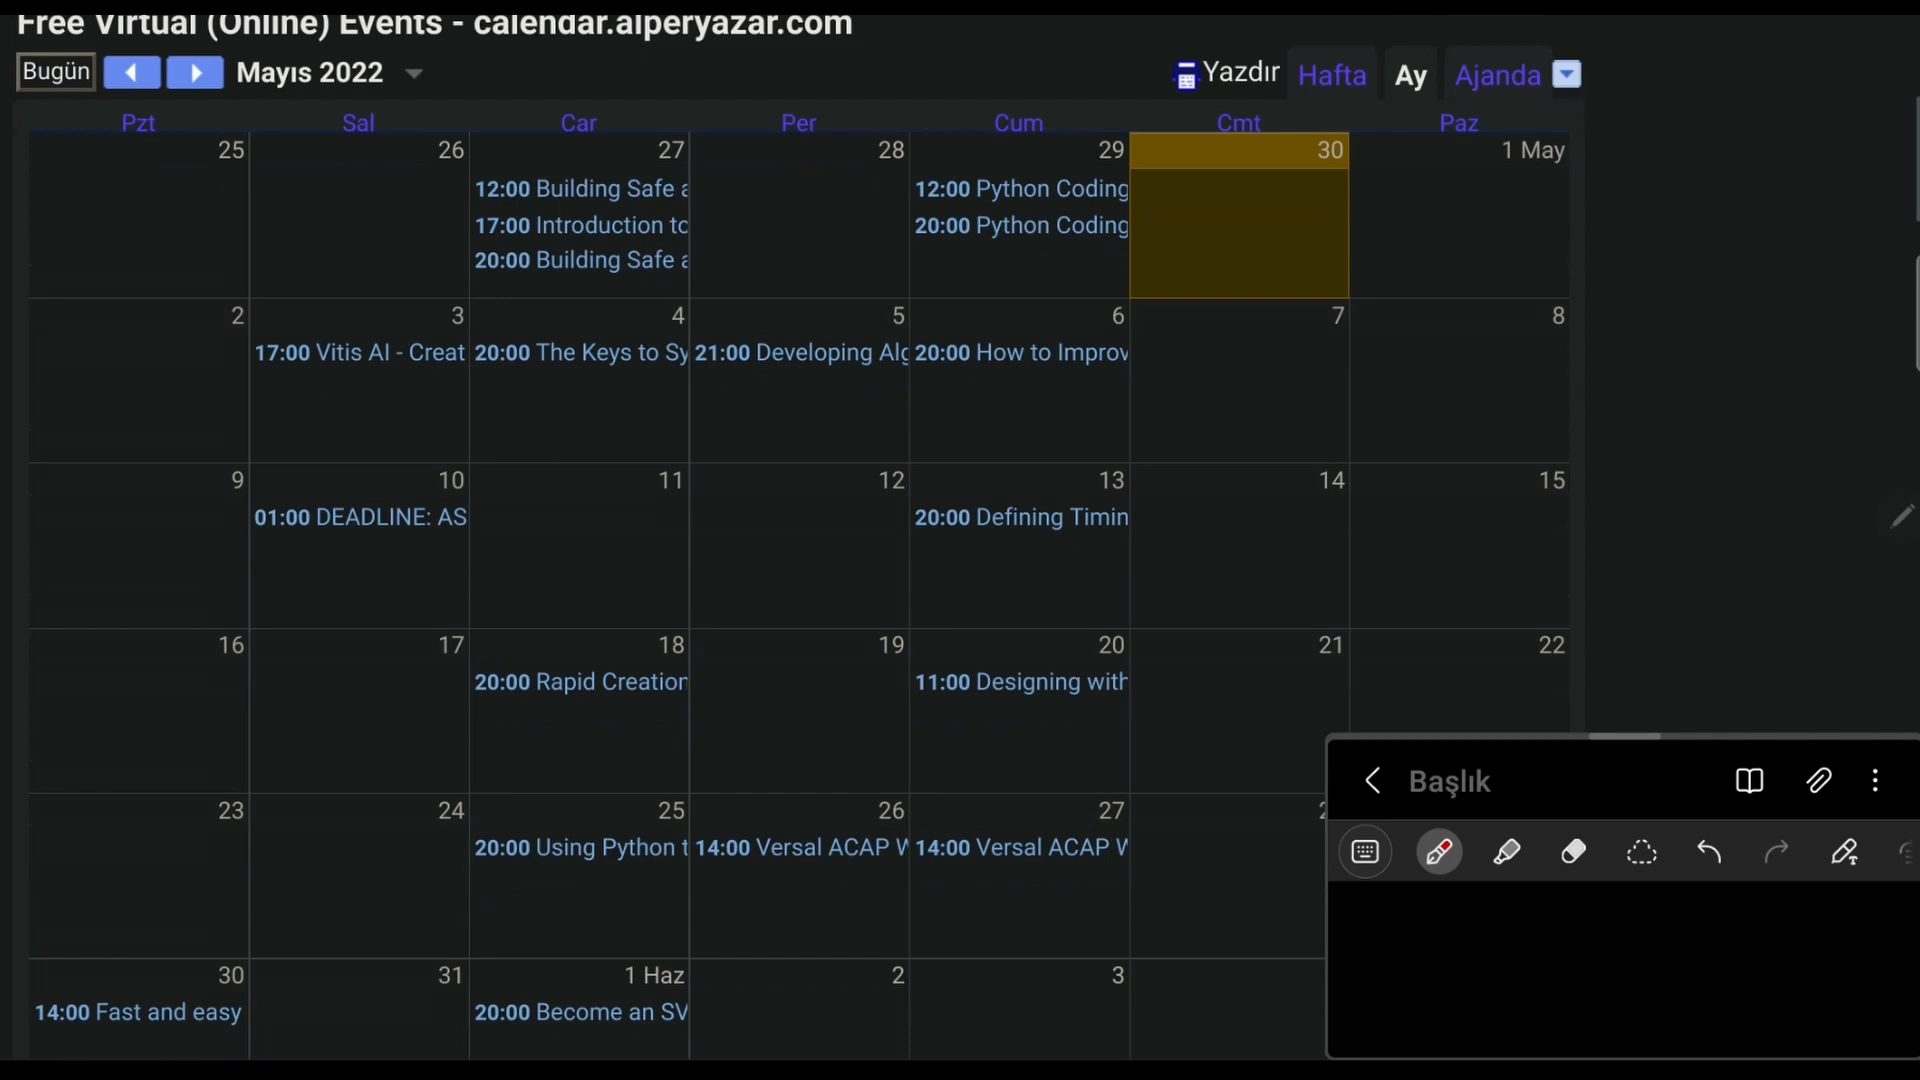 Free Virtual (Online) Events - calendar.alperyazar.com
Bugün Mayıs 2022 Yazdır Hafta Ay Ajanda
Pzt Sal Car Per Cum Cmt Paz
25 26 27 28 29 30 1 May
12:00 Building Safe a 12:00 Python Coding
17:00 Introduction to 20:00 Python Coding
20:00 Building Safe a
2 3 4 5 6 7 8
17:00 Vitis AI - Creat 20:00 The Keys to Sy 21:00 Developing Alg 20:00 How to Improv
9 10 11 12 13 14 15
01:00 DEADLINE: AS 20:00 Defining Timin
16 17 18 19 20 21 22
20:00 Rapid Creation 11:00 Designing with
23 24 25 26 27
20:00 Using Python t 14:00 Versal ACAP W 14:00 Versal ACAP W
30 31 1 Haz 2 3
14:00 Fast and easy 20:00 Become an SV
Başlık